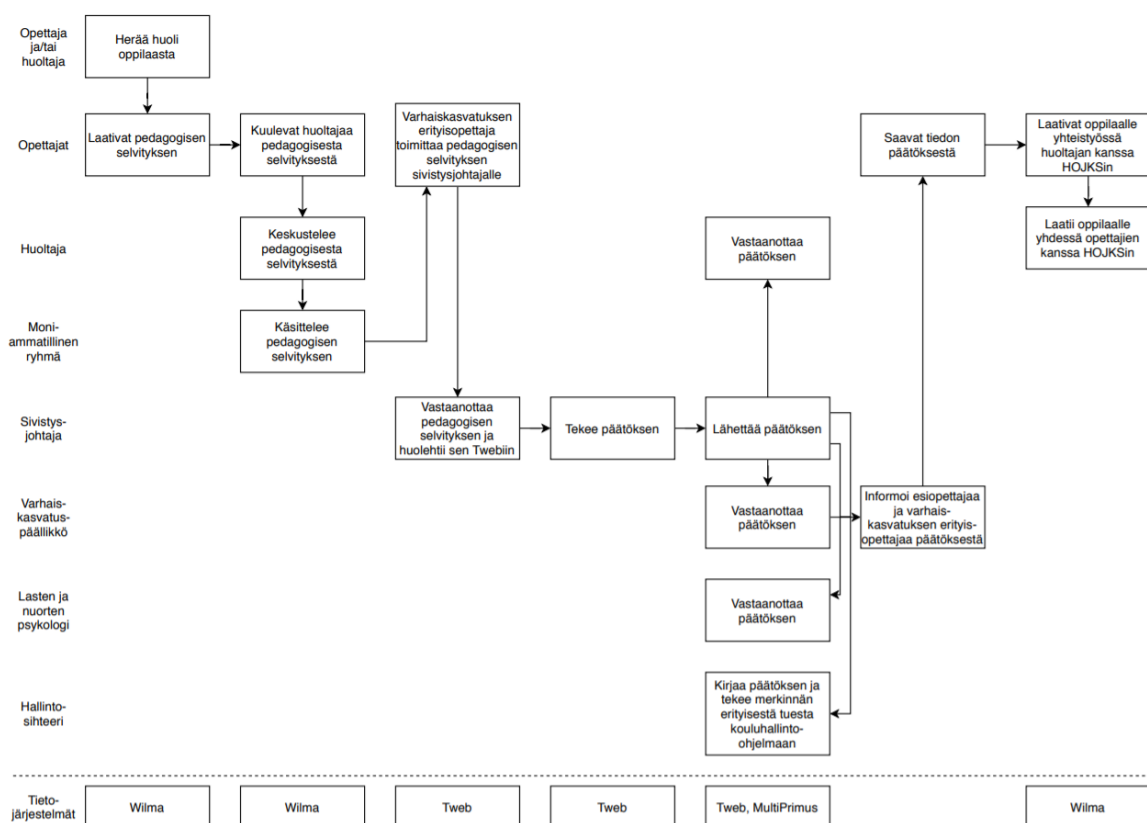 Opettaja
ja/tai
huoltaja
Herää huoli
oppilaasta
Opettajat
Laativat pedagogisen
selvityksen
Kuulevat huoltajaa
pedagogisesta
selvityksestä
Varhaiskasvatuksen
erityisopettaja
toimittaa pedagogisen
selvityksen
sivistysjohtajalle
Saavat tiedon
päätöksestä
Laativat oppilaalle
yhteistyössä
huoltajan kanssa
HOJKSin
Huoltaja
Keskustelee
pedagogisesta
selvityksestä
Vastaanottaa
päätöksen
Laatii oppilaalle
yhdessä opettajien
kanssa HOJKSin
Moni-
ammatillinen
ryhmä
Käsittelee
pedagogisen
selvityksen
Sivistys-
johtaja
Vastaanottaa
pedagogisen
selvityksen ja
huolehtii sen Twebiin
Tekee päätöksen
Lähettää päätöksen
Varhais-
kasvatus-
päällikkö
Vastaanottaa
päätöksen
Informoi esiopettajaa
ja varhais-
kasvatuksen erityis-
opettajaa päätöksestä
Lasten ja
nuorten
psykologi
Vastaanottaa
päätöksen
Hallinto-
sihteeri
Kirjaa päätöksen ja
tekee merkinnän
erityisestä tuesta
kouluhallinto-
ohjelmaan
Tieto-
järjestelmät
Wilma
Wilma
Tweb
Tweb
Tweb, MultiPrimus
Wilma